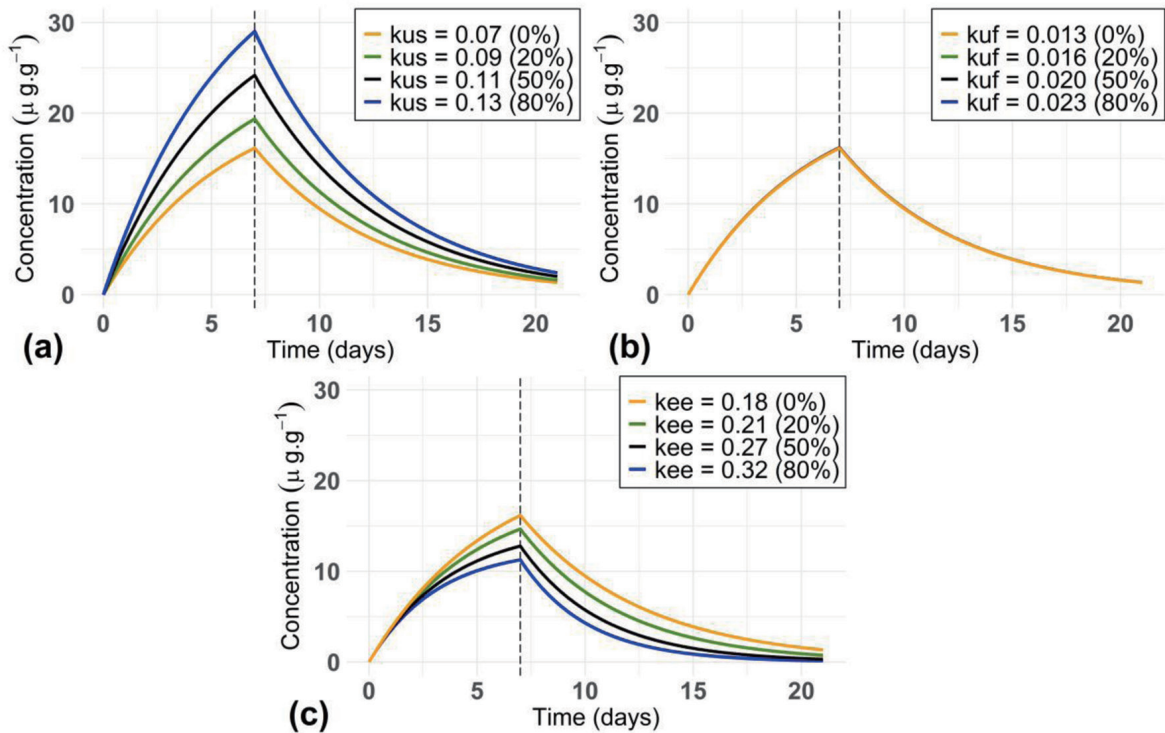 30
20
10
0
Concentration (μ g.g⁻¹)
kus = 0.07 (0%)
kus = 0.09 (20%)
kus = 0.11 (50%)
kus = 0.13 (80%)
0 5 10 15 20
Time (days)
(a)
30
20
10
0
Concentration (μ g.g⁻¹)
kuf = 0.013 (0%)
kuf = 0.016 (20%)
kuf = 0.020 (50%)
kuf = 0.023 (80%)
0 5 10 15 20
Time (days)
(b)
30
20
10
0
Concentration (μ g.g⁻¹)
kee = 0.18 (0%)
kee = 0.21 (20%)
kee = 0.27 (50%)
kee = 0.32 (80%)
0 5 10 15 20
Time (days)
(c)